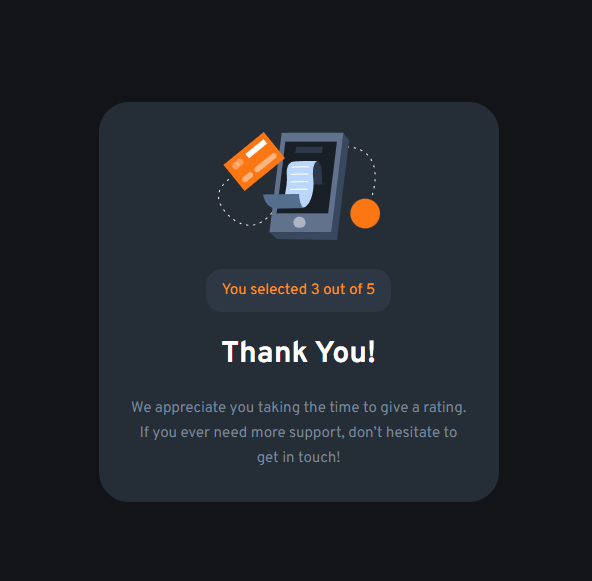 You selected 3 out of 5
Thank You!
We appreciate you taking the time to give a rating.
If you ever need more support, don’t hesitate to
get in touch!